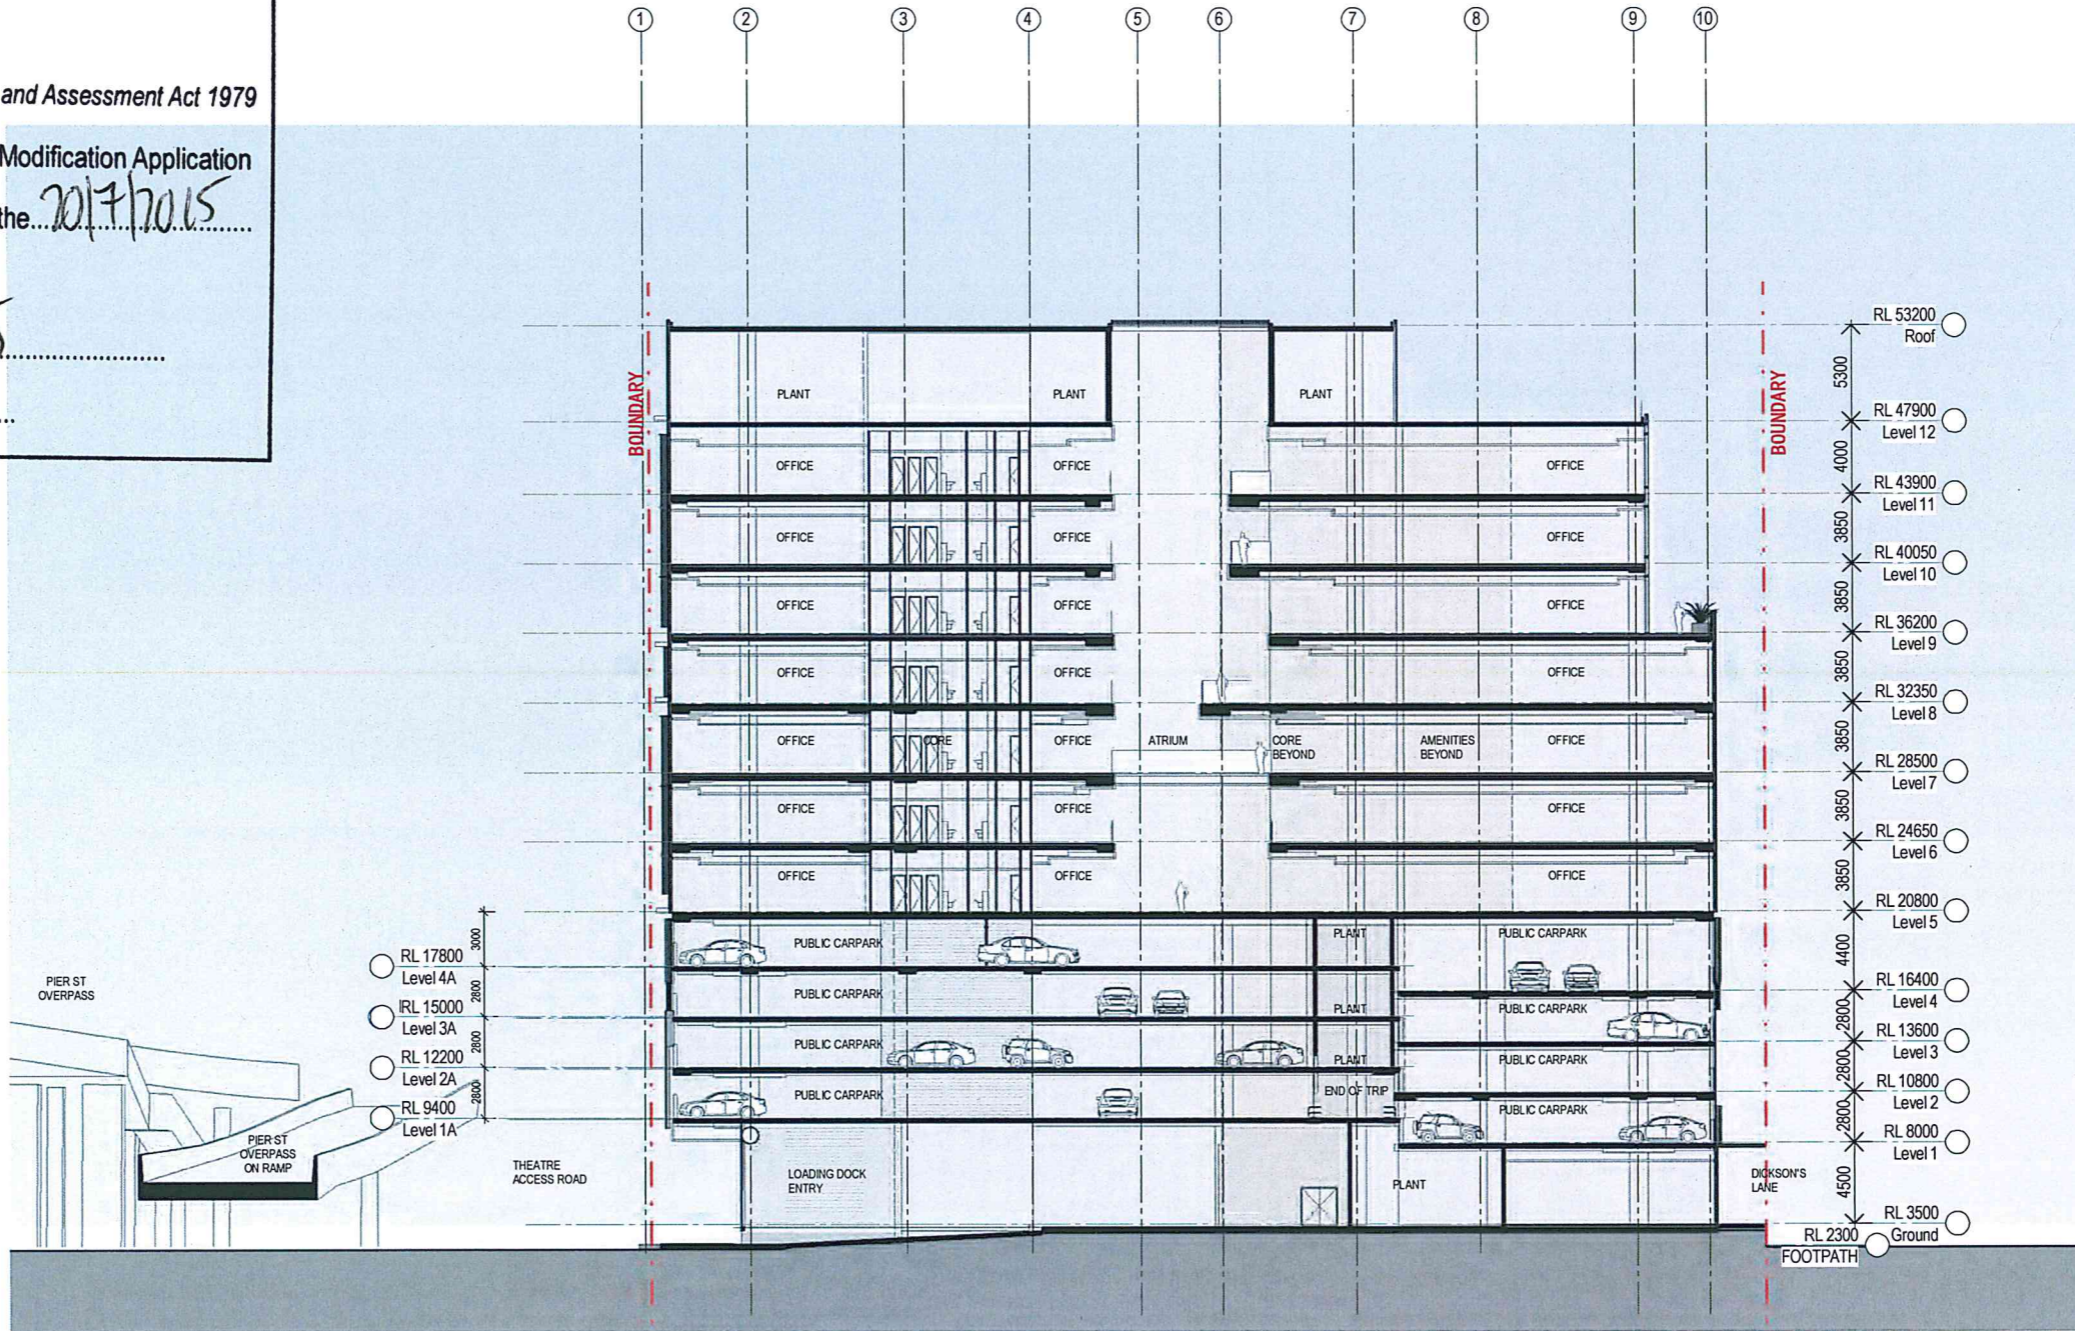 1 2 3 4 5 6 7 8 9 10
and Assessment Act 1979
Modification Application
the...20/7/2015
BOUNDARY
BOUNDARY
RL 53200
Roof
5300
RL 47900
Level 12
4000
RL 43900
Level 11
3850
RL 40050
Level 10
3850
RL 36200
Level 9
3850
RL 32350
Level 8
3850
RL 28500
Level 7
3850
RL 24650
Level 6
3850
RL 20800
Level 5
4400
RL 16400
Level 4
2800
RL 13600
Level 3
2800
RL 10800
Level 2
2800
RL 8000
Level 1
4500
RL 3500
Ground
RL 2300
FOOTPATH
PLANT PLANT PLANT
OFFICE OFFICE OFFICE
OFFICE OFFICE OFFICE
OFFICE OFFICE OFFICE
OFFICE OFFICE OFFICE
OFFICE CORE OFFICE ATRIUM CORE BEYOND AMENITIES BEYOND OFFICE
OFFICE OFFICE OFFICE
OFFICE OFFICE OFFICE
PUBLIC CARPARK PLANT PUBLIC CARPARK
PUBLIC CARPARK PLANT PUBLIC CARPARK
PUBLIC CARPARK PLANT PUBLIC CARPARK
PUBLIC CARPARK END OF TRIP PUBLIC CARPARK
3000
RL 17800
Level 4A
2800
RL 15000
Level 3A
2800
RL 12200
Level 2A
2800
RL 9400
Level 1A
PIER ST
OVERPASS
PIER ST
OVERPASS
ON RAMP
THEATRE
ACCESS ROAD
LOADING DOCK
ENTRY
PLANT
DICKSON'S
LANE